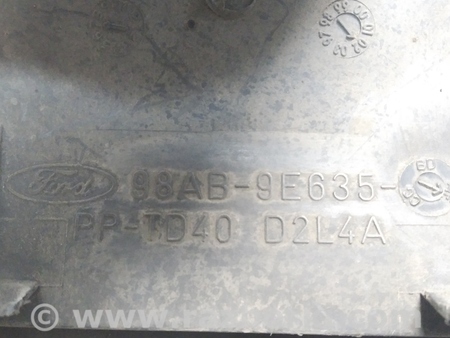 Ford 98AB-9E635-
PP-TD40 D2L4A
© www.